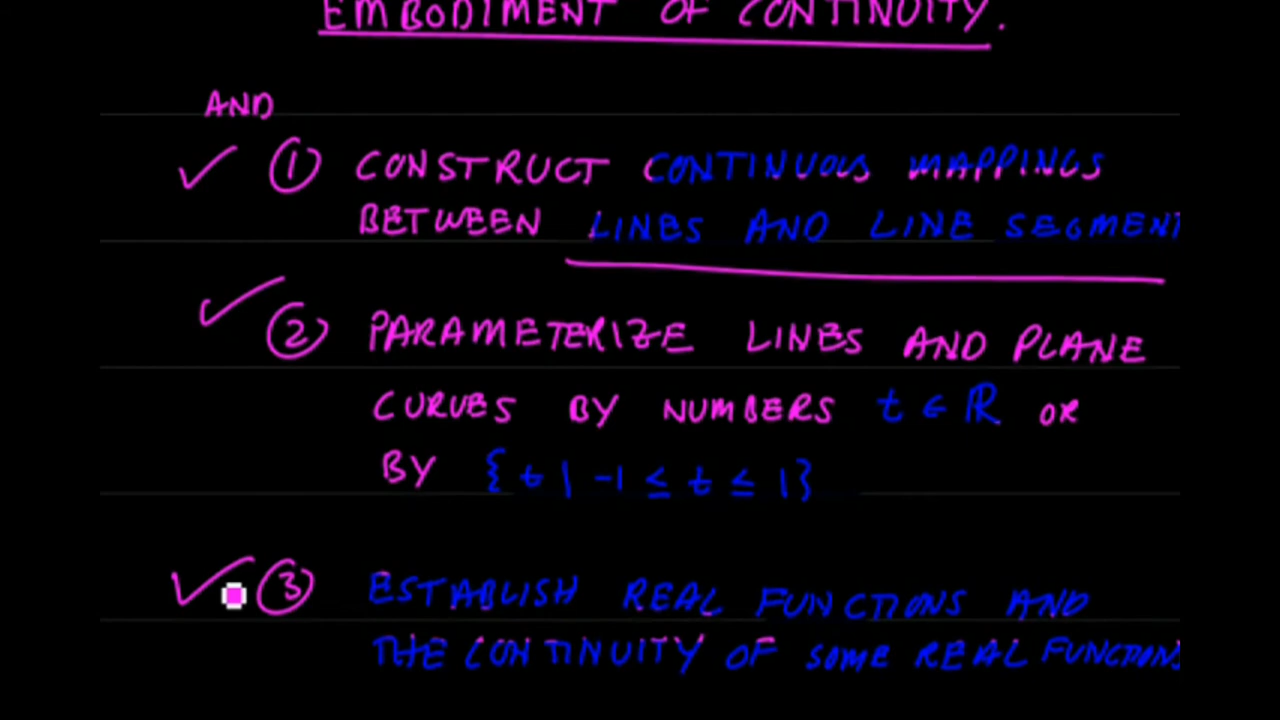 EMBODIMENT OF CONTINUITY.
AND
✓ ① CONSTRUCT CONTINUOUS MAPPINGS
BETWEEN LINES AND LINE SEGMENT
✓ ② PARAMETERIZE LINES AND PLANE
CURVES BY NUMBERS t ∈ ℝ OR
BY {t | -1 ≤ t ≤ 1}
✓ ③ ESTABLISH REAL FUNCTIONS AND
THE CONTINUITY OF SOME REAL FUNCTIONS